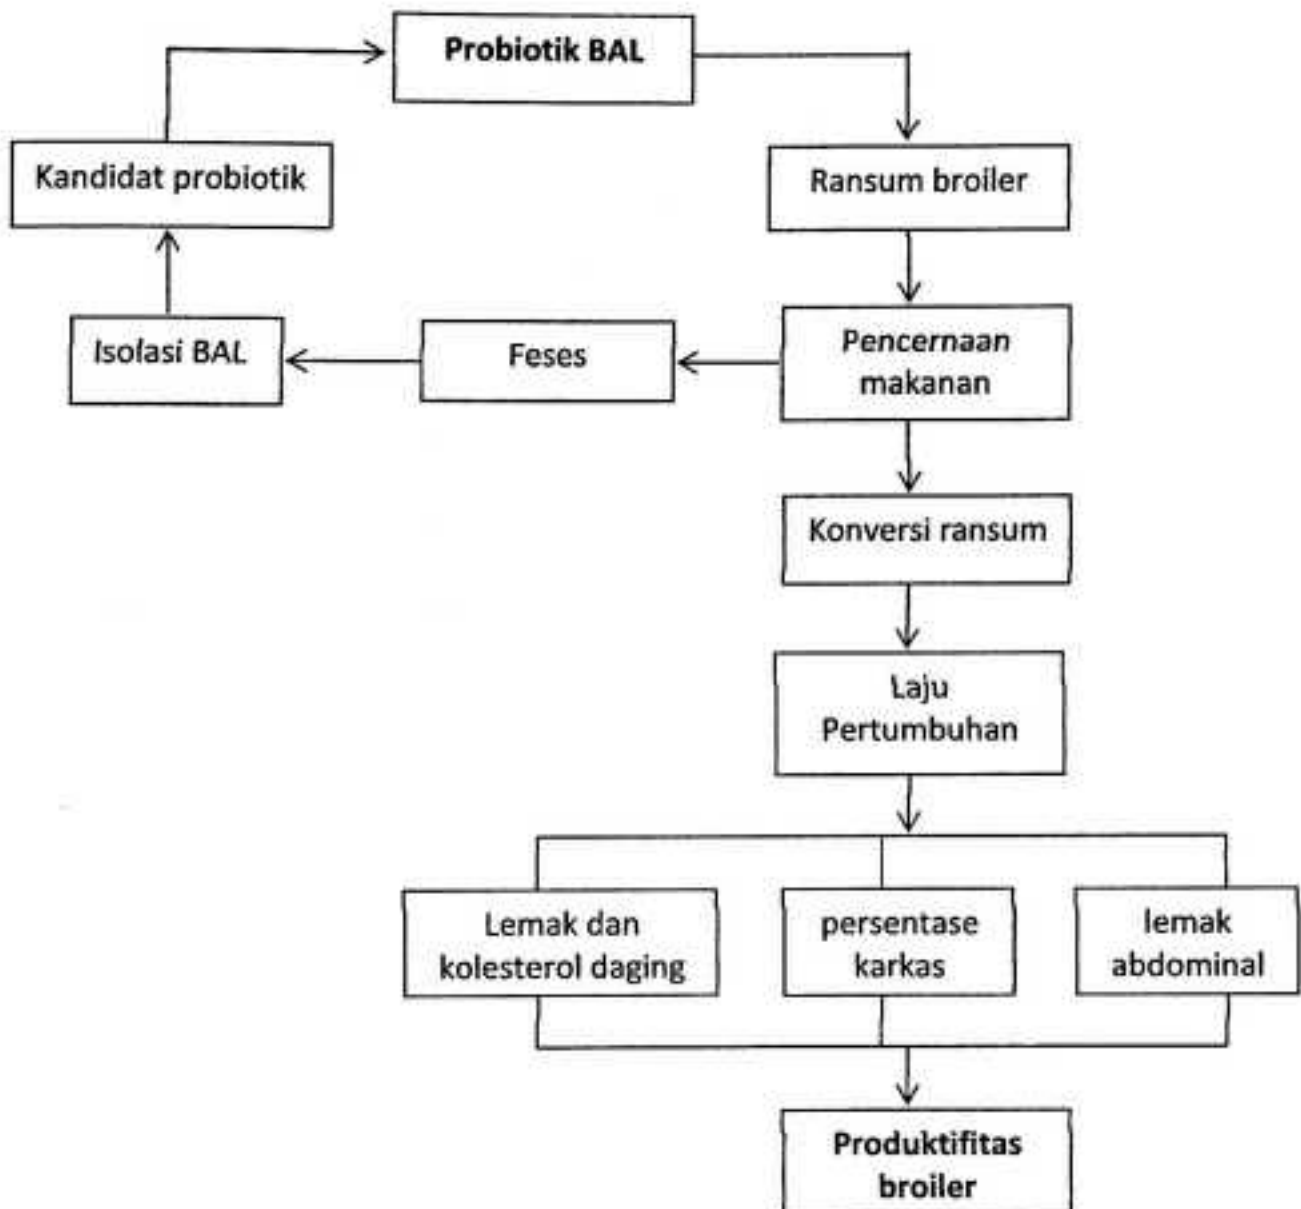 Probiotik BAL
Kandidat probiotik
Ransum broiler
Isolasi BAL
Feses
Pencernaan
makanan
Konversi ransum
Laju
Pertumbuhan
Lemak dan
kolesterol daging
persentase
karkas
lemak
abdominal
Produktifitas
broiler